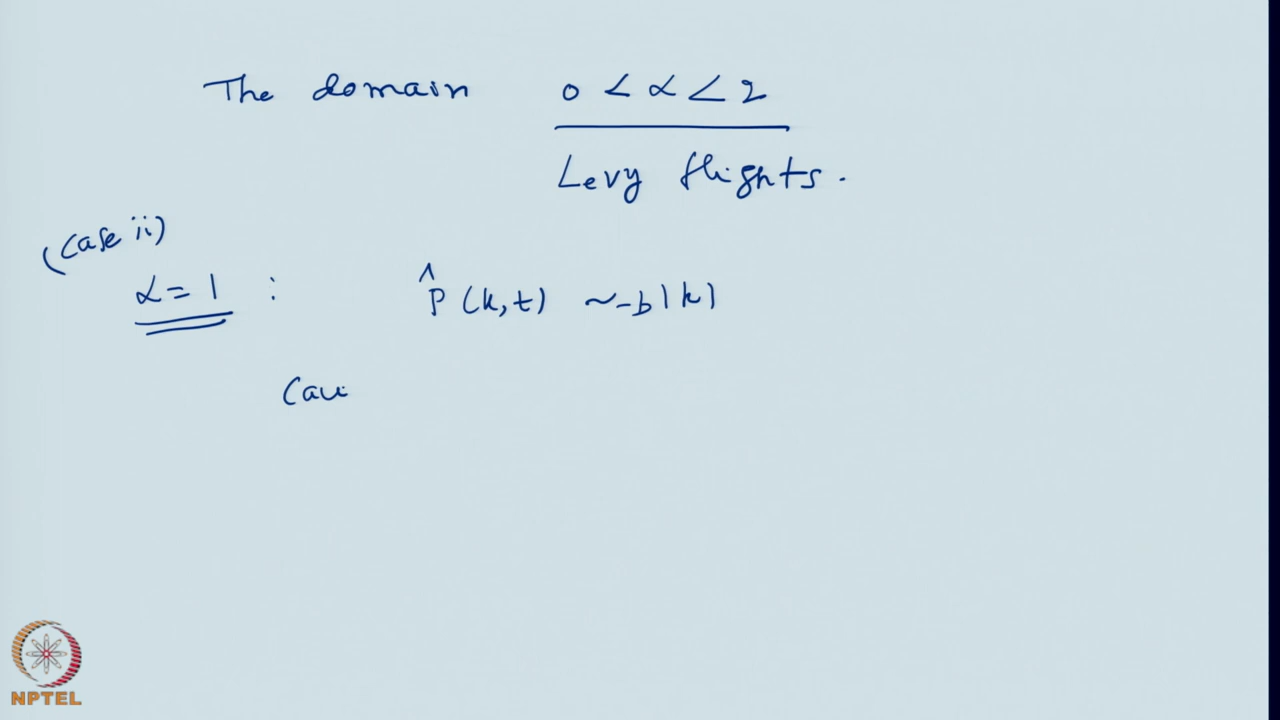 The domain 0 < α < 2
Levy flights.
(Case ii)
α = 1 : P̂ (k, t) ~ -b|k|
Cau
NPTEL